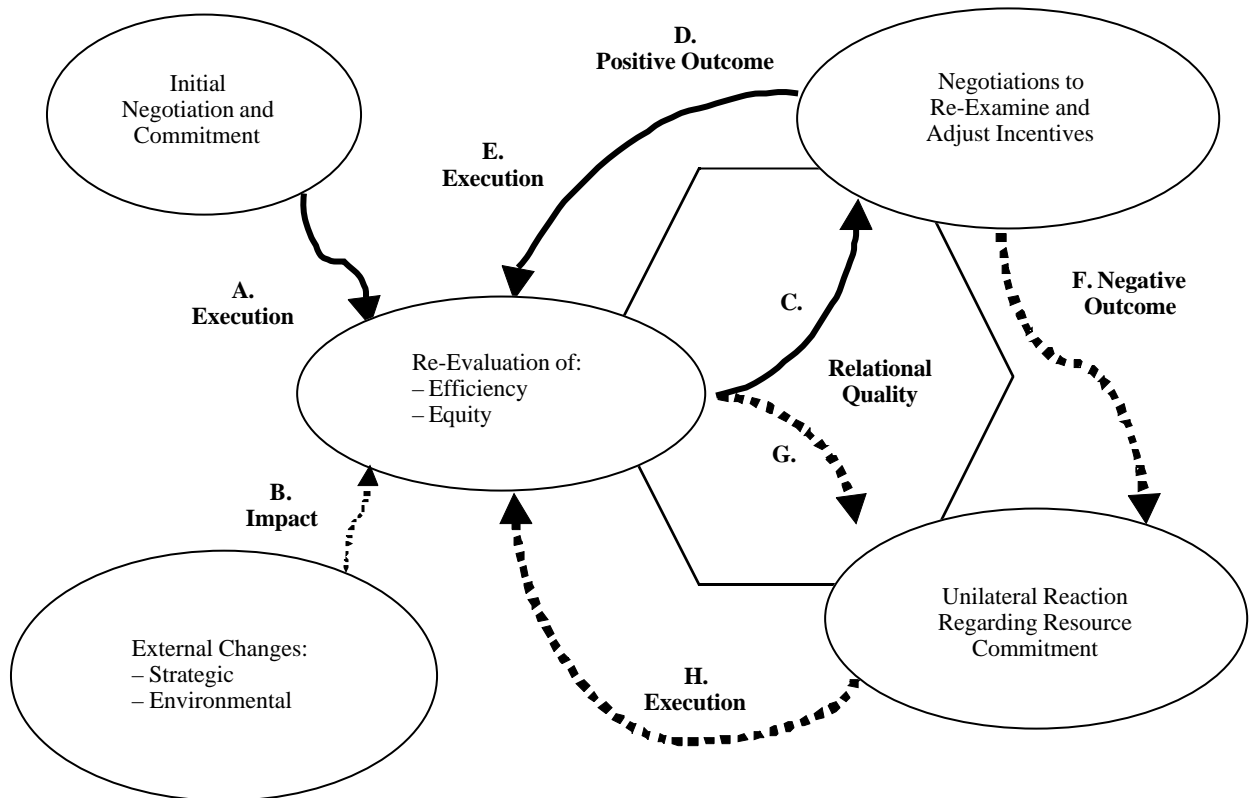 Initial
Negotiation and
Commitment
D.
Positive Outcome
Negotiations to
Re-Examine and
Adjust Incentives
E.
Execution
A.
Execution
C.
F. Negative
Outcome
Re-Evaluation of:
– Efficiency
– Equity
Relational
Quality
G.
B.
Impact
External Changes:
– Strategic
– Environmental
H.
Execution
Unilateral Reaction
Regarding Resource
Commitment